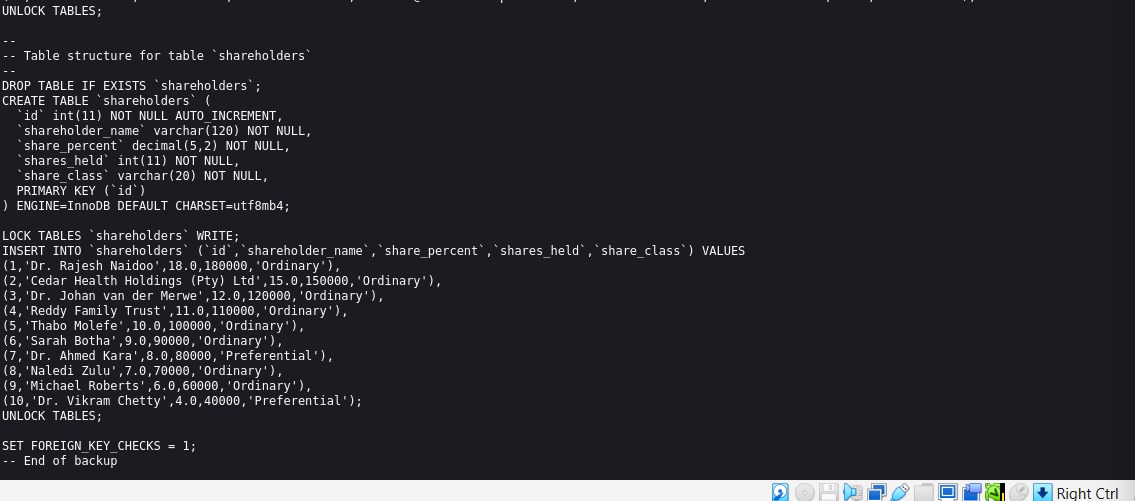 UNLOCK TABLES;
--
-- Table structure for table `shareholders`
--
DROP TABLE IF EXISTS `shareholders`;
CREATE TABLE `shareholders` (
  `id` int(11) NOT NULL AUTO_INCREMENT,
  `shareholder_name` varchar(120) NOT NULL,
  `share_percent` decimal(5,2) NOT NULL,
  `shares_held` int(11) NOT NULL,
  `share_class` varchar(20) NOT NULL,
  PRIMARY KEY (`id`)
) ENGINE=InnoDB DEFAULT CHARSET=utf8mb4;
LOCK TABLES `shareholders` WRITE;
INSERT INTO `shareholders` (`id`,`shareholder_name`,`share_percent`,`shares_held`,`share_class`) VALUES
(1,'Dr. Rajesh Naidoo',18.0,180000,'Ordinary'),
(2,'Cedar Health Holdings (Pty) Ltd',15.0,150000,'Ordinary'),
(3,'Dr. Johan van der Merwe',12.0,120000,'Ordinary'),
(4,'Reddy Family Trust',11.0,110000,'Ordinary'),
(5,'Thabo Molefe',10.0,100000,'Ordinary'),
(6,'Sarah Botha',9.0,90000,'Ordinary'),
(7,'Dr. Ahmed Kara',8.0,80000,'Preferential'),
(8,'Naledi Zulu',7.0,70000,'Ordinary'),
(9,'Michael Roberts',6.0,60000,'Ordinary'),
(10,'Dr. Vikram Chetty',4.0,40000,'Preferential');
UNLOCK TABLES;
SET FOREIGN_KEY_CHECKS = 1;
-- End of backup
Right Ctrl